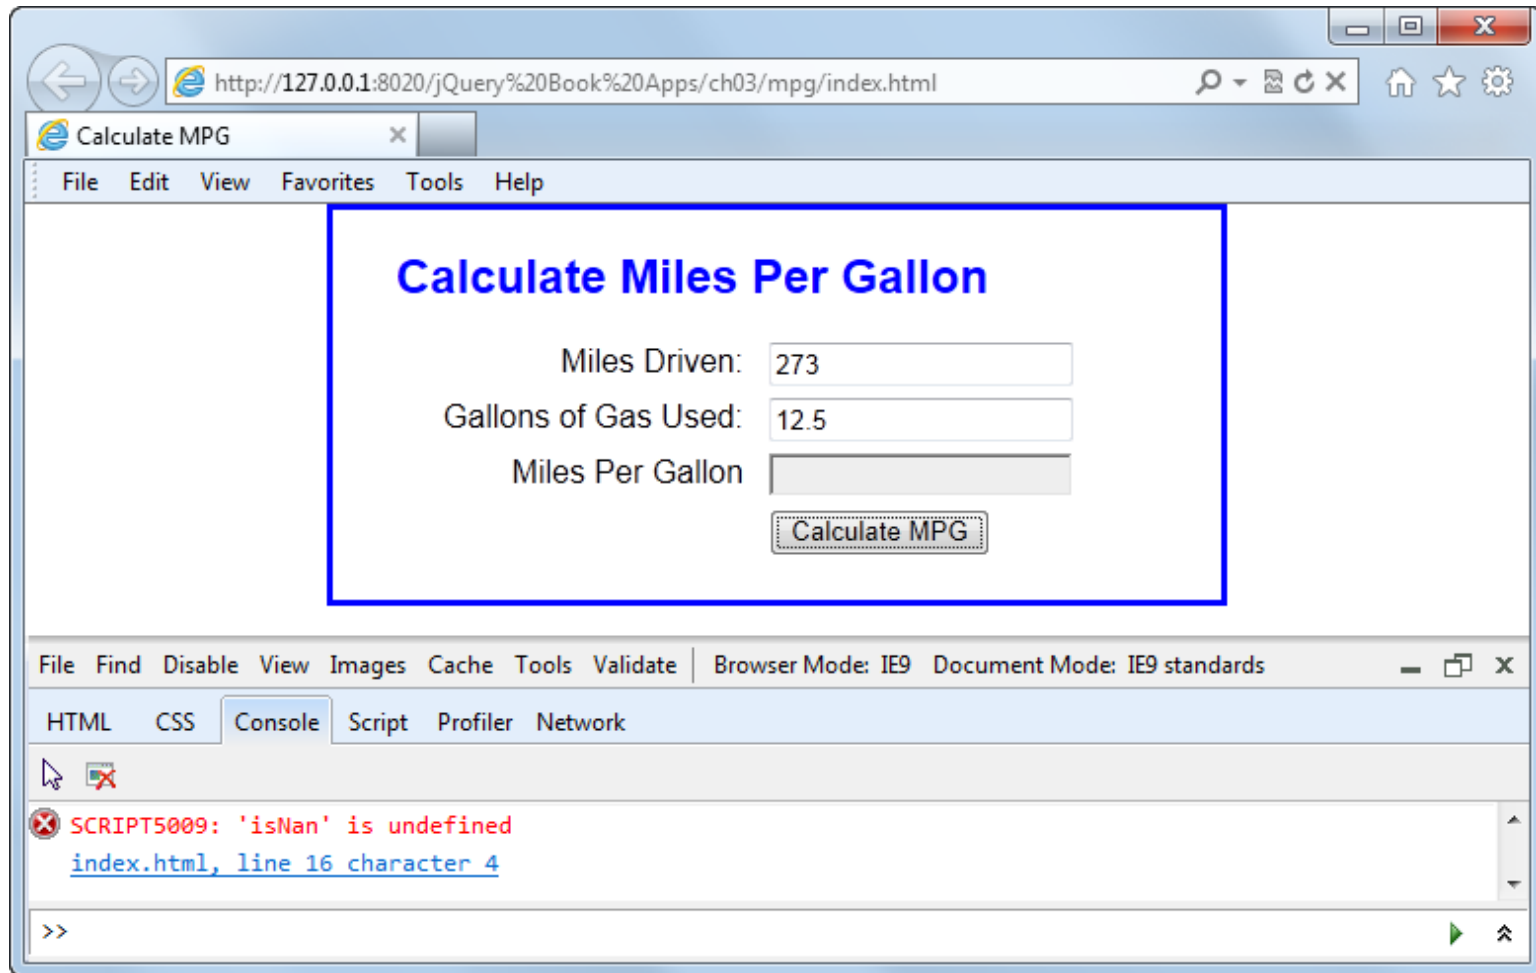 http://127.0.0.1:8020/jQuery%20Book%20Apps/ch03/mpg/index.html
Calculate MPG
File Edit View Favorites Tools Help
Calculate Miles Per Gallon
Miles Driven: 273
Gallons of Gas Used: 12.5
Miles Per Gallon
Calculate MPG
File Find Disable View Images Cache Tools Validate Browser Mode: IE9 Document Mode: IE9 standards
HTML CSS Console Script Profiler Network
SCRIPT5009: 'isNan' is undefined
index.html, line 16 character 4
>>